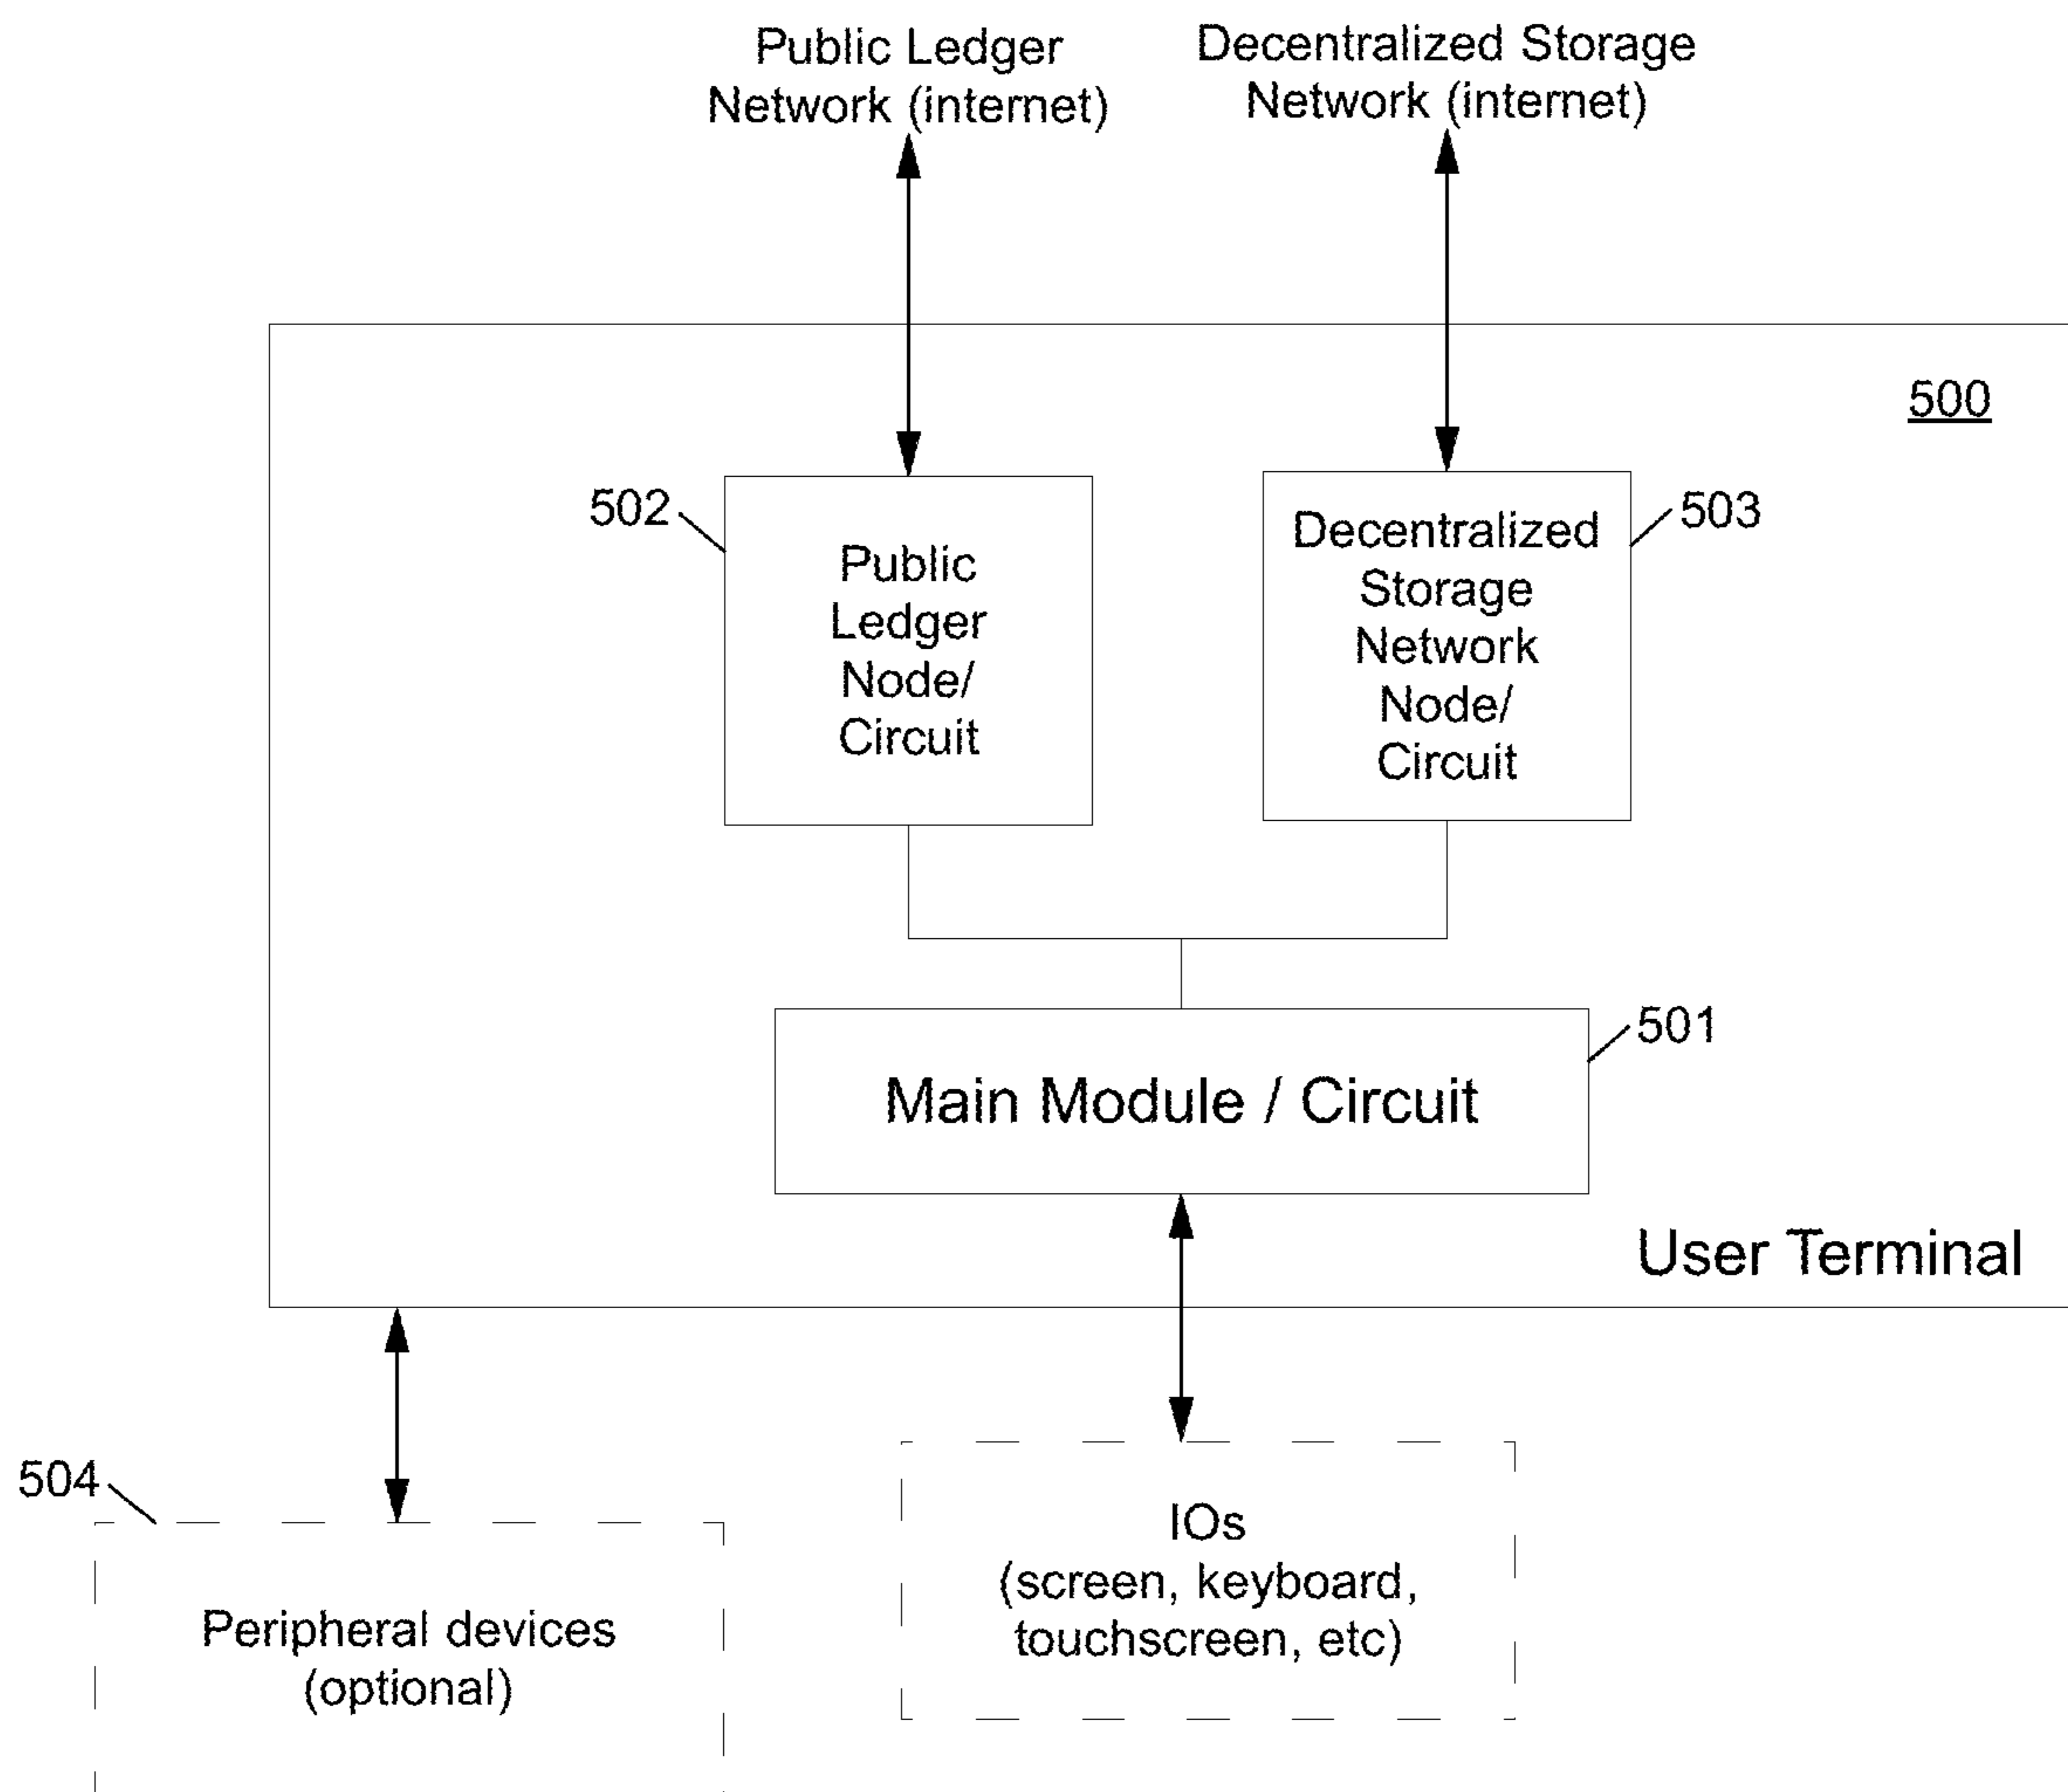 Public Ledger
Network (internet)
Decentralized Storage
Network (internet)
500
502
Public
Ledger
Node/
Circuit
503
Decentralized
Storage
Network
Node/
Circuit
501
Main Module / Circuit
User Terminal
504
Peripheral devices
(optional)
IOs
(screen, keyboard,
touchscreen, etc)